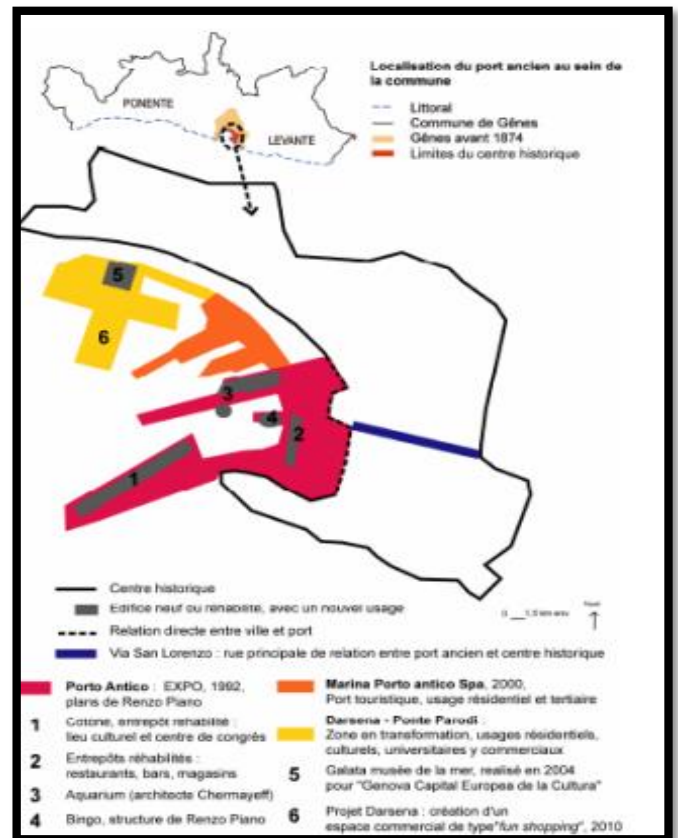 Localisation du port ancien au sein de
la commune
PONENTE
LEVANTE
Littoral
Commune de Gênes
Gênes avant 1874
Limites du centre historique
5
6
3
4
2
1
Centre historique
Edifice neuf ou réhabilité, avec un nouvel usage
Relation directe entre ville et port
Via San Lorenzo : rue principale de relation entre port ancien et centre historique
Porto Antico : EXPO, 1992,
plans de Renzo Piano
1 Cotone, entrepôt réhabilité :
lieu culturel et centre de congrès
2 Entrepôts réhabilités :
restaurants, bars, magasins
3 Aquarium (architecte Chermayeff)
4 Bingo, structure de Renzo Piano
Marina Porto antico Spa, 2000,
Port touristique, usage résidentiel et tertiaire
Darsena - Ponte Parodi :
Zone en transformation, usages résidentiels,
culturels, universitaires y commerciaux
5 Galata musée de la mer, realisé en 2004
pour "Genova Capital Europea de la Cultura"
6 Projet Darsena : création d'un
espace commercial de type"fun shopping", 2010